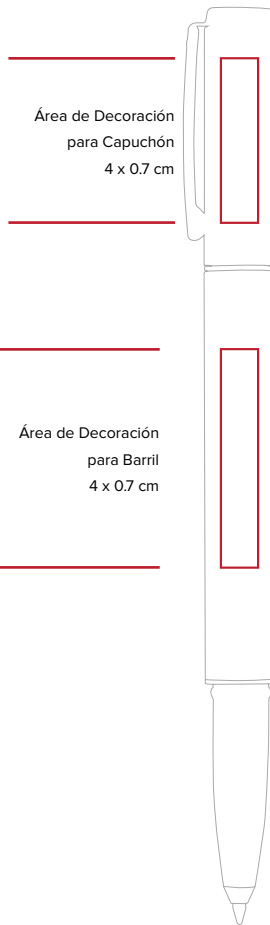 Área de Decoración
para Capuchón
4 x 0.7 cm
Área de Decoración
para Barril
4 x 0.7 cm